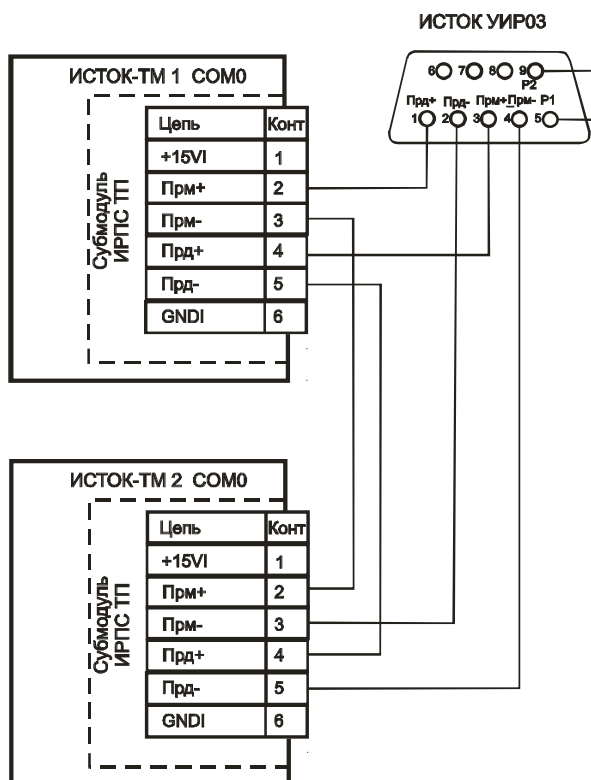 ИСТОК УИР03
6 7 8 9
P2
Прд+ Прд- Прм+ Прм- P1
1 2 3 4 5
ИСТОК-ТМ 1 COM0
Субмодуль
ИРПС ТП
Цепь Конт
+15VI 1
Прм+ 2
Прм- 3
Прд+ 4
Прд- 5
GNDI 6
ИСТОК-ТМ 2 COM0
Субмодуль
ИРПС ТП
Цепь Конт
+15VI 1
Прм+ 2
Прм- 3
Прд+ 4
Прд- 5
GNDI 6